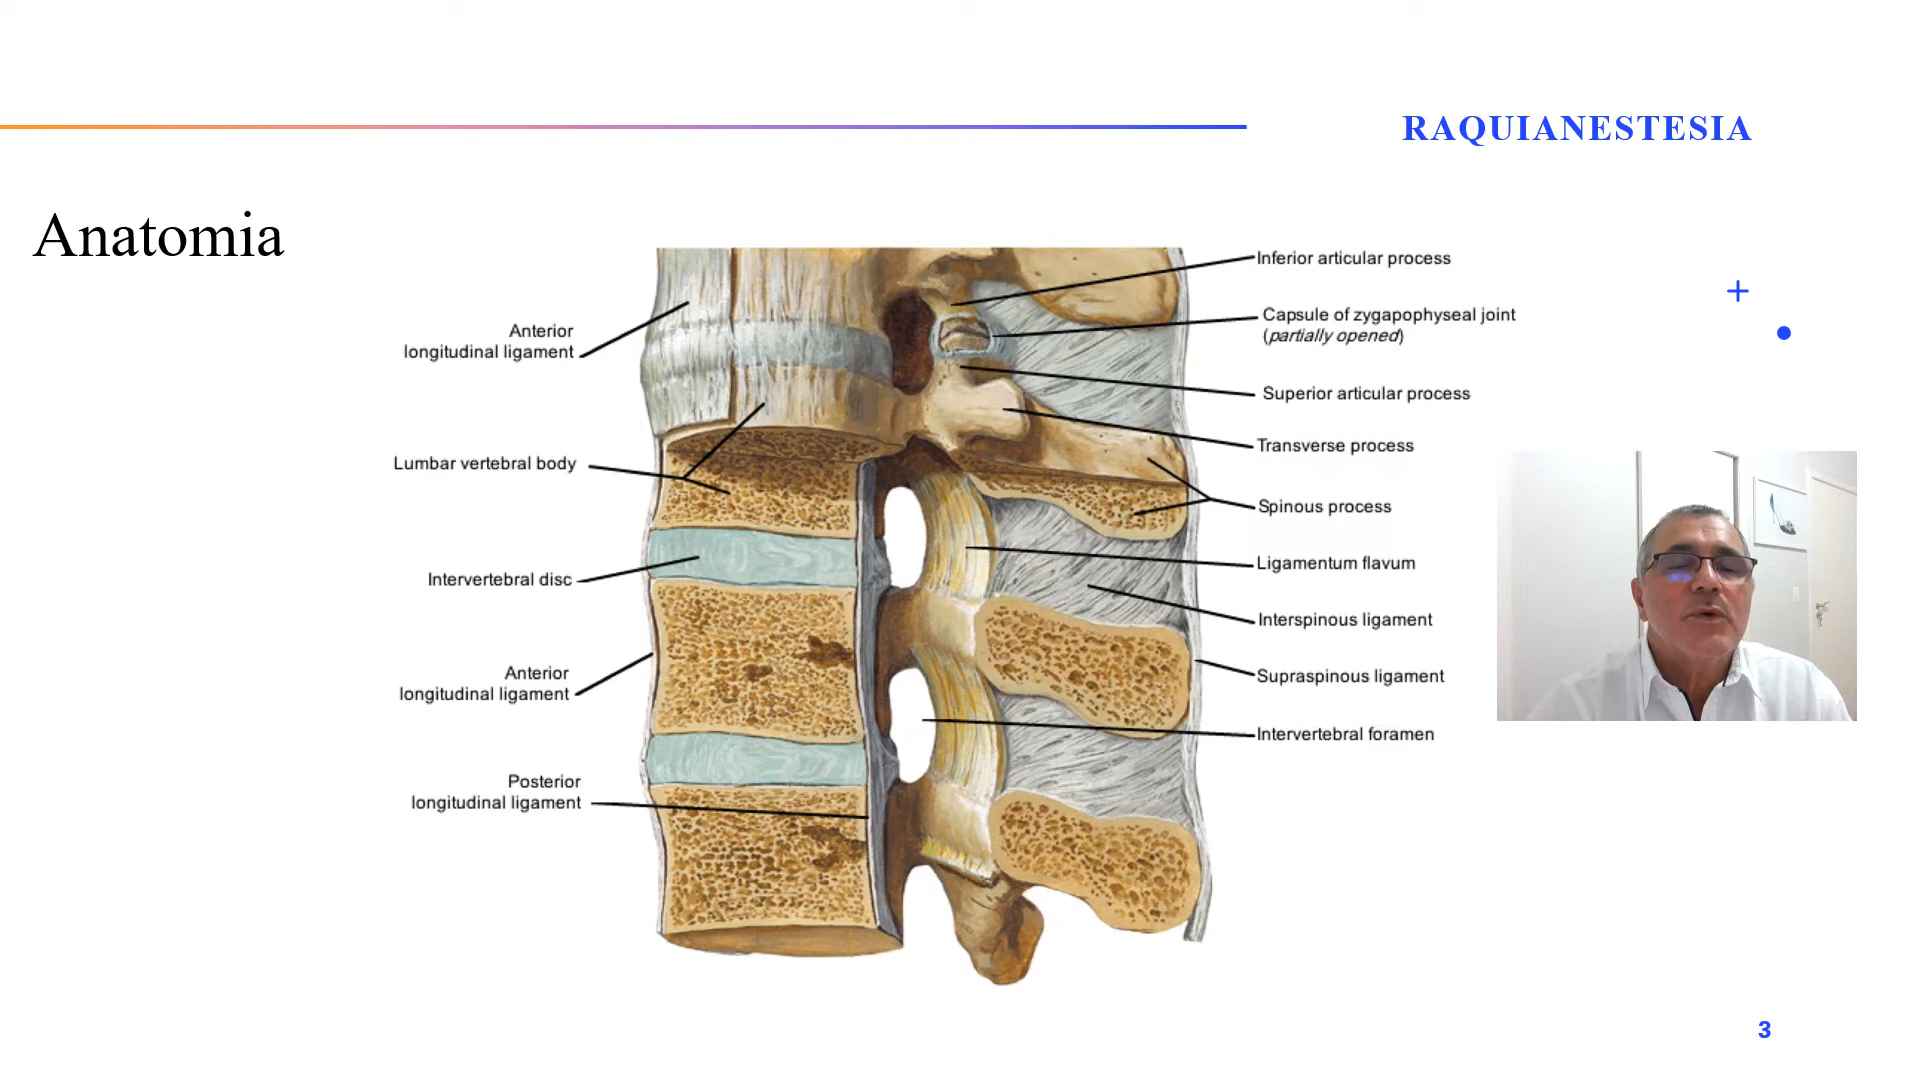 RAQUIANESTESIA
Anatomia
Anterior
longitudinal ligament
Lumbar vertebral body
Intervertebral disc
Anterior
longitudinal ligament
Posterior
longitudinal ligament
Inferior articular process
Capsule of zygapophyseal joint
(partially opened)
Superior articular process
Transverse process
Spinous process
Ligamentum flavum
Interspinous ligament
Supraspinous ligament
Intervertebral foramen
3